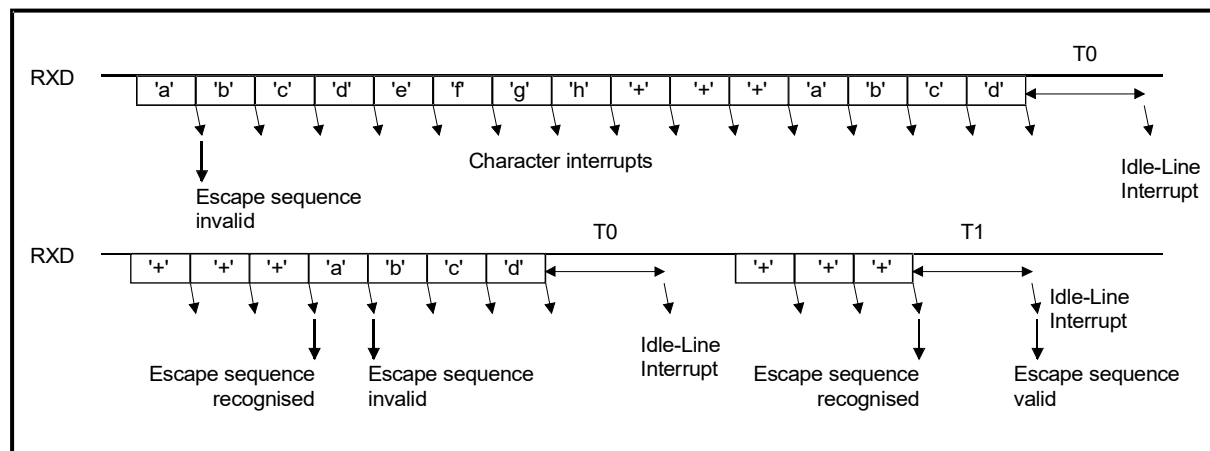 T0
RXD 'a' 'b' 'c' 'd' 'e' 'f' 'g' 'h' '+' '+' '+' 'a' 'b' 'c' 'd'
Character interrupts
Idle-Line
Interrupt
Escape sequence
invalid
T0 T1
RXD '+' '+' '+' 'a' 'b' 'c' 'd' '+' '+' '+'
Idle-Line
Interrupt
Idle-Line
Interrupt
Escape sequence
recognised
Escape sequence
invalid
Escape sequence
recognised
Escape sequence
valid